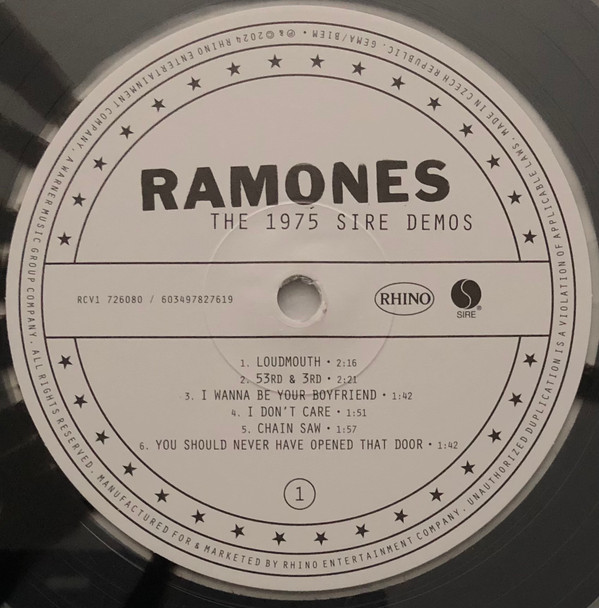 RAMONES
THE 1975 SIRE DEMOS
RCV1 726080 / 603497827619
RHINO
SIRE®
1. LOUDMOUTH • 2:16
2. 53RD & 3RD • 2:21
3. I WANNA BE YOUR BOYFRIEND • 1:42
4. I DON'T CARE • 1:51
5. CHAIN SAW • 1:57
6. YOU SHOULD NEVER HAVE OPENED THAT DOOR • 1:42
1
℗ & © 2024 RHINO ENTERTAINMENT COMPANY, A WARNER MUSIC GROUP COMPANY. ALL RIGHTS RESERVED. MANUFACTURED FOR & MARKETED BY RHINO ENTERTAINMENT COMPANY. UNAUTHORIZED DUPLICATION IS A VIOLATION OF APPLICABLE LAWS. MADE IN CZECH REPUBLIC. GEMA/BIEM •